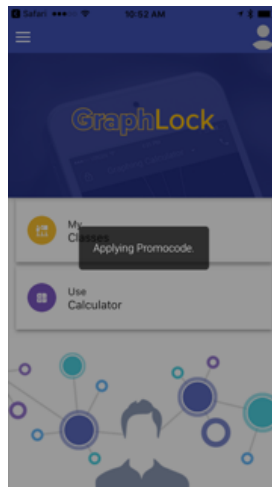 Safari
10:52 AM
GraphLock
My
Classes
Applying Promocode.
Use
Calculator